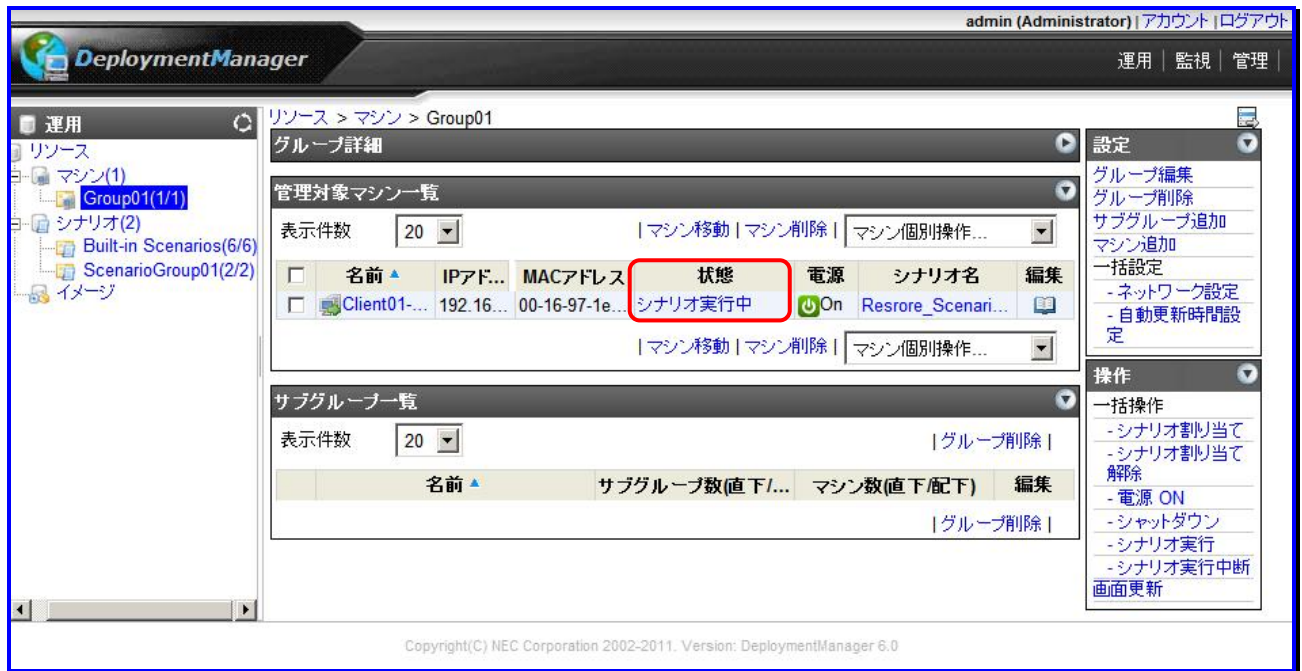 admin (Administrator) | アカウント | ログアウト
DeploymentManager
運用 | 監視 | 管理 |
運用
リソース
マシン(1)
Group01(1/1)
シナリオ(2)
Built-in Scenarios(6/6)
ScenarioGroup01(2/2)
イメージ
リソース > マシン > Group01
グループ詳細
管理対象マシン一覧
表示件数 20 | マシン移動 | マシン削除 | マシン個別操作...
名前 IPアド... MACアドレス 状態 電源 シナリオ名 編集
Client01-... 192.16... 00-16-97-1e... シナリオ実行中 On Resrore_Scenari...
| マシン移動 | マシン削除 | マシン個別操作...
サブグループ一覧
表示件数 20 | グループ削除 |
名前 サブグループ数(直下/... マシン数(直下/配下) 編集
| グループ削除 |
設定
グループ編集
グループ削除
サブグループ追加
マシン追加
一括設定
- ネットワーク設定
- 自動更新時間設
定
操作
一括操作
- シナリオ割り当て
- シナリオ割り当て
解除
- 電源 ON
- シャットダウン
- シナリオ実行
- シナリオ実行中断
画面更新
Copyright(C) NEC Corporation 2002-2011. Version: DeploymentManager 6.0